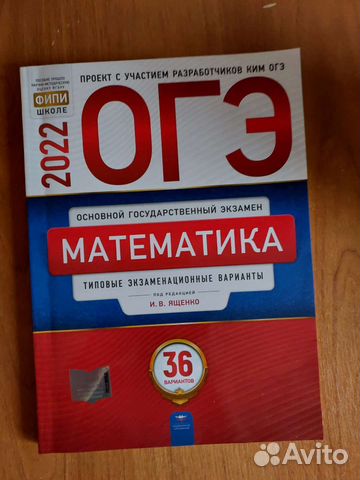 ПРОЕКТ С УЧАСТИЕМ РАЗРАБОТЧИКОВ КИМ ОГЭ
ФИПИ
ШКОЛЕ
2022
ОГЭ
ОСНОВНОЙ ГОСУДАРСТВЕННЫЙ ЭКЗАМЕН
МАТЕМАТИКА
ТИПОВЫЕ ЭКЗАМЕНАЦИОННЫЕ ВАРИАНТЫ
ПОД РЕДАКЦИЕЙ
И. В. ЯЩЕНКО
36
ВАРИАНТОВ
Avito